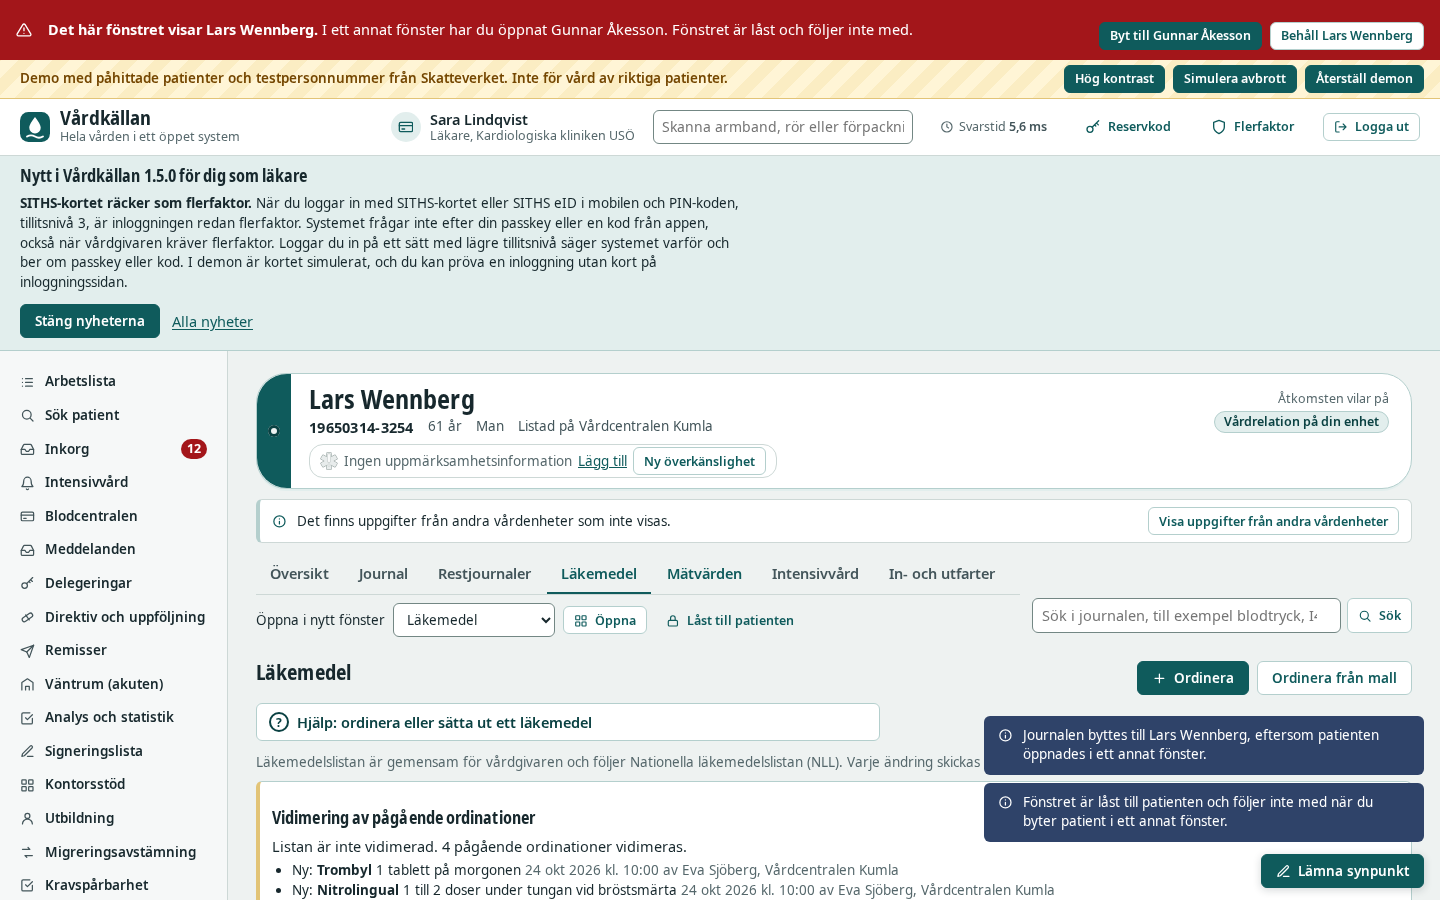 Det här fönstret visar Lars Wennberg. I ett annat fönster har du öppnat Gunnar Åkesson. Fönstret är låst och följer inte med.
Byt till Gunnar Åkesson
Behåll Lars Wennberg
Demo med påhittade patienter och testpersonnummer från Skatteverket. Inte för vård av riktiga patienter.
Hög kontrast
Simulera avbrott
Återställ demon
Vårdkällan
Hela vården i ett öppet system
Sara Lindqvist
Läkare, Kardiologiska kliniken USÖ
Skanna armband, rör eller förpackni
Svarstid 5,6 ms
Reservkod
Flerfaktor
Logga ut
Nytt i Vårdkällan 1.5.0 för dig som läkare
SITHS-kortet räcker som flerfaktor. När du loggar in med SITHS-kortet eller SITHS eID i mobilen och PIN-koden,
tillitsnivå 3, är inloggningen redan flerfaktor. Systemet frågar inte efter din passkey eller en kod från appen,
också när vårdgivaren kräver flerfaktor. Loggar du in på ett sätt med lägre tillitsnivå säger systemet varför och
ber om passkey eller kod. I demon är kortet simulerat, och du kan pröva en inloggning utan kort på
inloggningssidan.
Stäng nyheterna
Alla nyheter
Arbetslista
Sök patient
Inkorg 12
Intensivvård
Blodcentralen
Meddelanden
Delegeringar
Direktiv och uppföljning
Remisser
Väntrum (akuten)
Analys och statistik
Signeringslista
Kontorsstöd
Utbildning
Migreringsavstämning
Kravspårbarhet
Lars Wennberg
19650314-3254 61 år Man Listad på Vårdcentralen Kumla
Ingen uppmärksamhetsinformation Lägg till Ny överkänslighet
Åtkomsten vilar på
Vårdrelation på din enhet
Det finns uppgifter från andra vårdenheter som inte visas.
Visa uppgifter från andra vårdenheter
Översikt Journal Restjournaler Läkemedel Mätvärden Intensivvård In- och utfarter
Öppna i nytt fönster Läkemedel Öppna Låst till patienten
Sök i journalen, till exempel blodtryck, I4 Sök
Läkemedel
Ordinera
Ordinera från mall
? Hjälp: ordinera eller sätta ut ett läkemedel
Läkemedelslistan är gemensam för vårdgivaren och följer Nationella läkemedelslistan (NLL). Varje ändring skickas
Vidimering av pågående ordinationer
Listan är inte vidimerad. 4 pågående ordinationer vidimeras.
Ny: Trombyl 1 tablett på morgonen 24 okt 2026 kl. 10:00 av Eva Sjöberg, Vårdcentralen Kumla
Ny: Nitrolingual 1 till 2 doser under tungan vid bröstsmärta 24 okt 2026 kl. 10:00 av Eva Sjöberg, Vårdcentralen Kumla
Journalen byttes till Lars Wennberg, eftersom patienten
öppnades i ett annat fönster.
Fönstret är låst till patienten och följer inte med när du
byter patient i ett annat fönster.
Lämna synpunkt